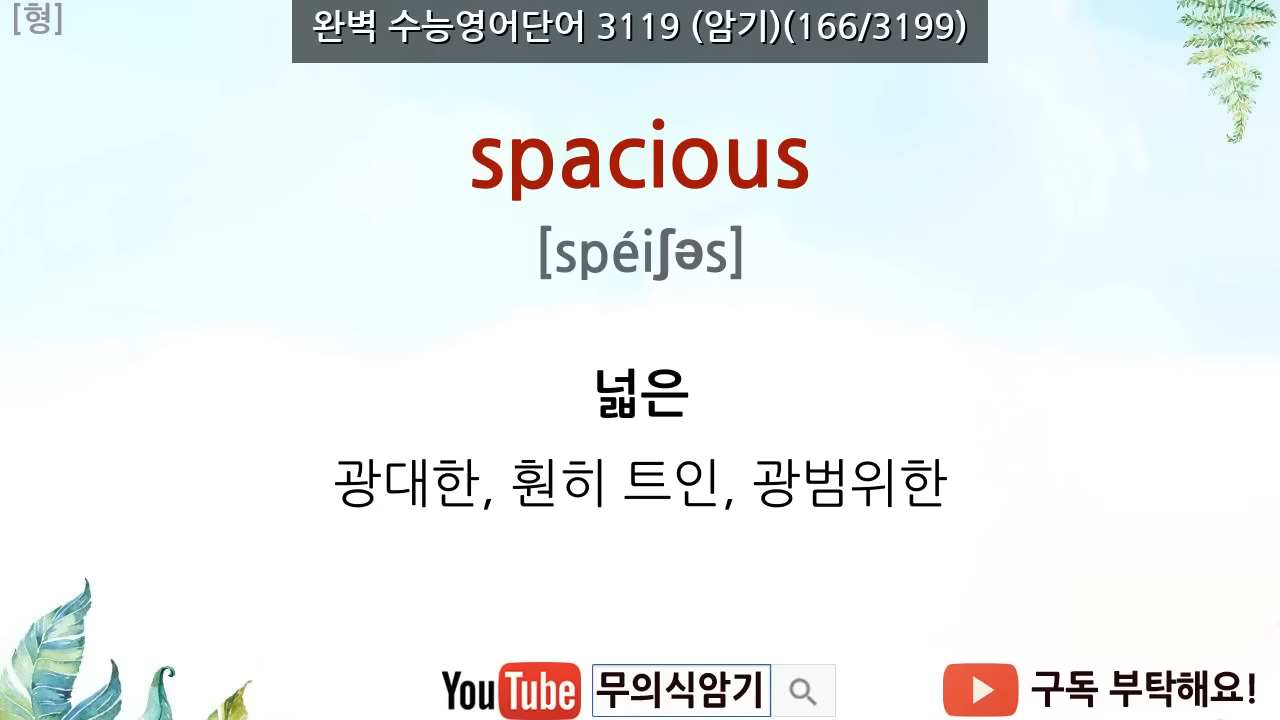 [형]
완벽 수능영어단어 3119 (암기)(166/3199)
spacious
[spéiʃəs]
넓은
광대한, 훤히 트인, 광범위한
YouTube 무의식암기
구독 부탁해요!